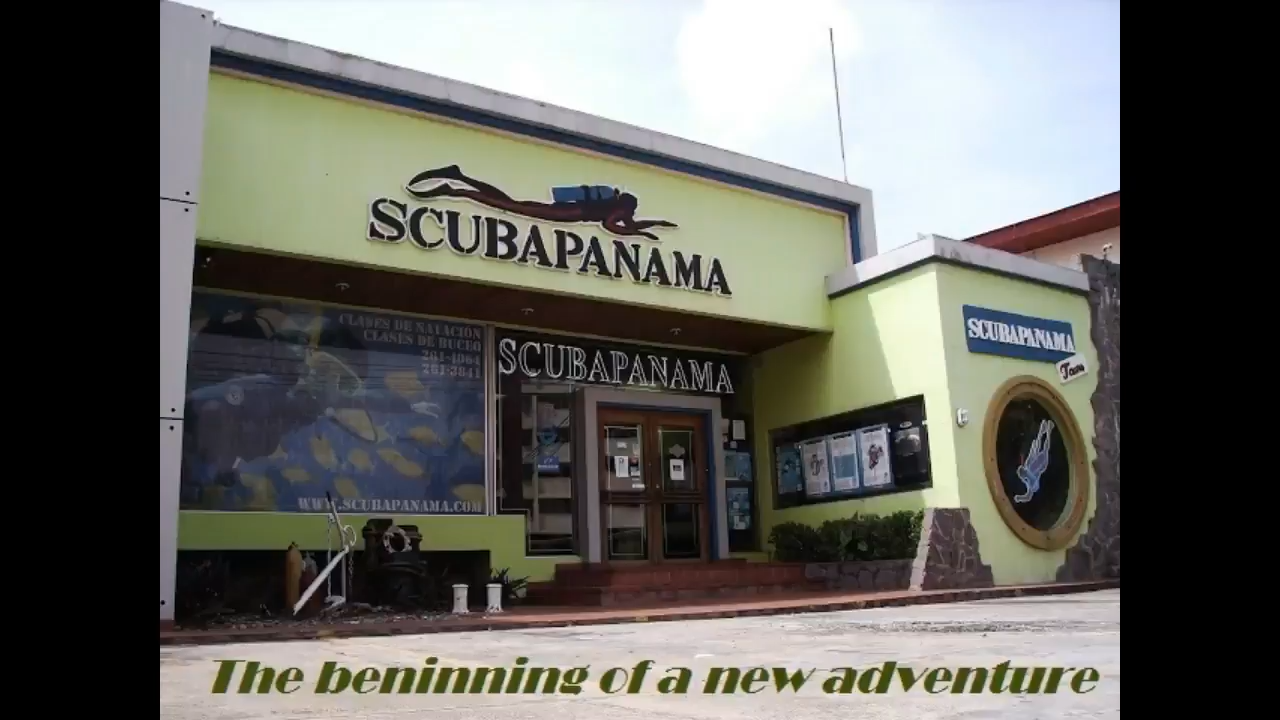 SCUBAPANAMA
CLASES DE NATACION
CLASES DE BUCEO
261-4064
261-3841
WWW.SCUBAPANAMA.COM
SCUBAPANAMA
SCUBAPANAMA
Tours
The beninning of a new adventure